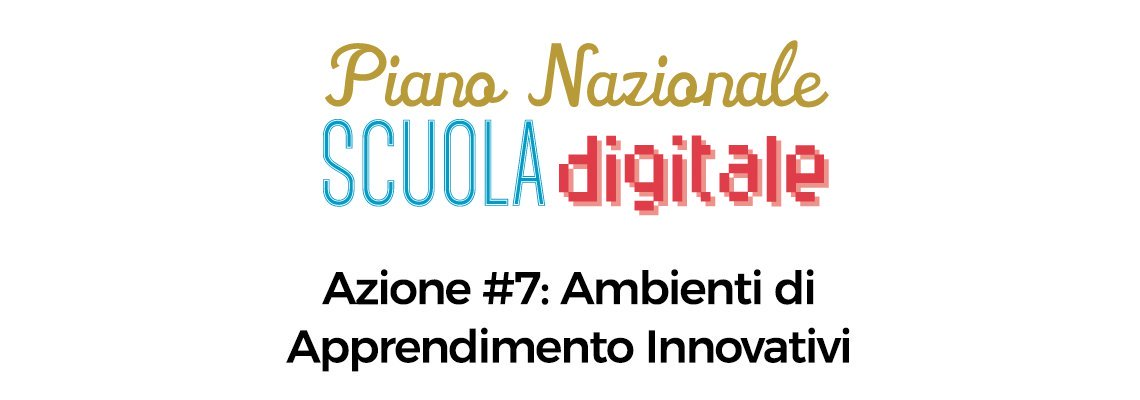 Piano Nazionale
SCUOLA digitale
Azione #7: Ambienti di
Apprendimento Innovativi